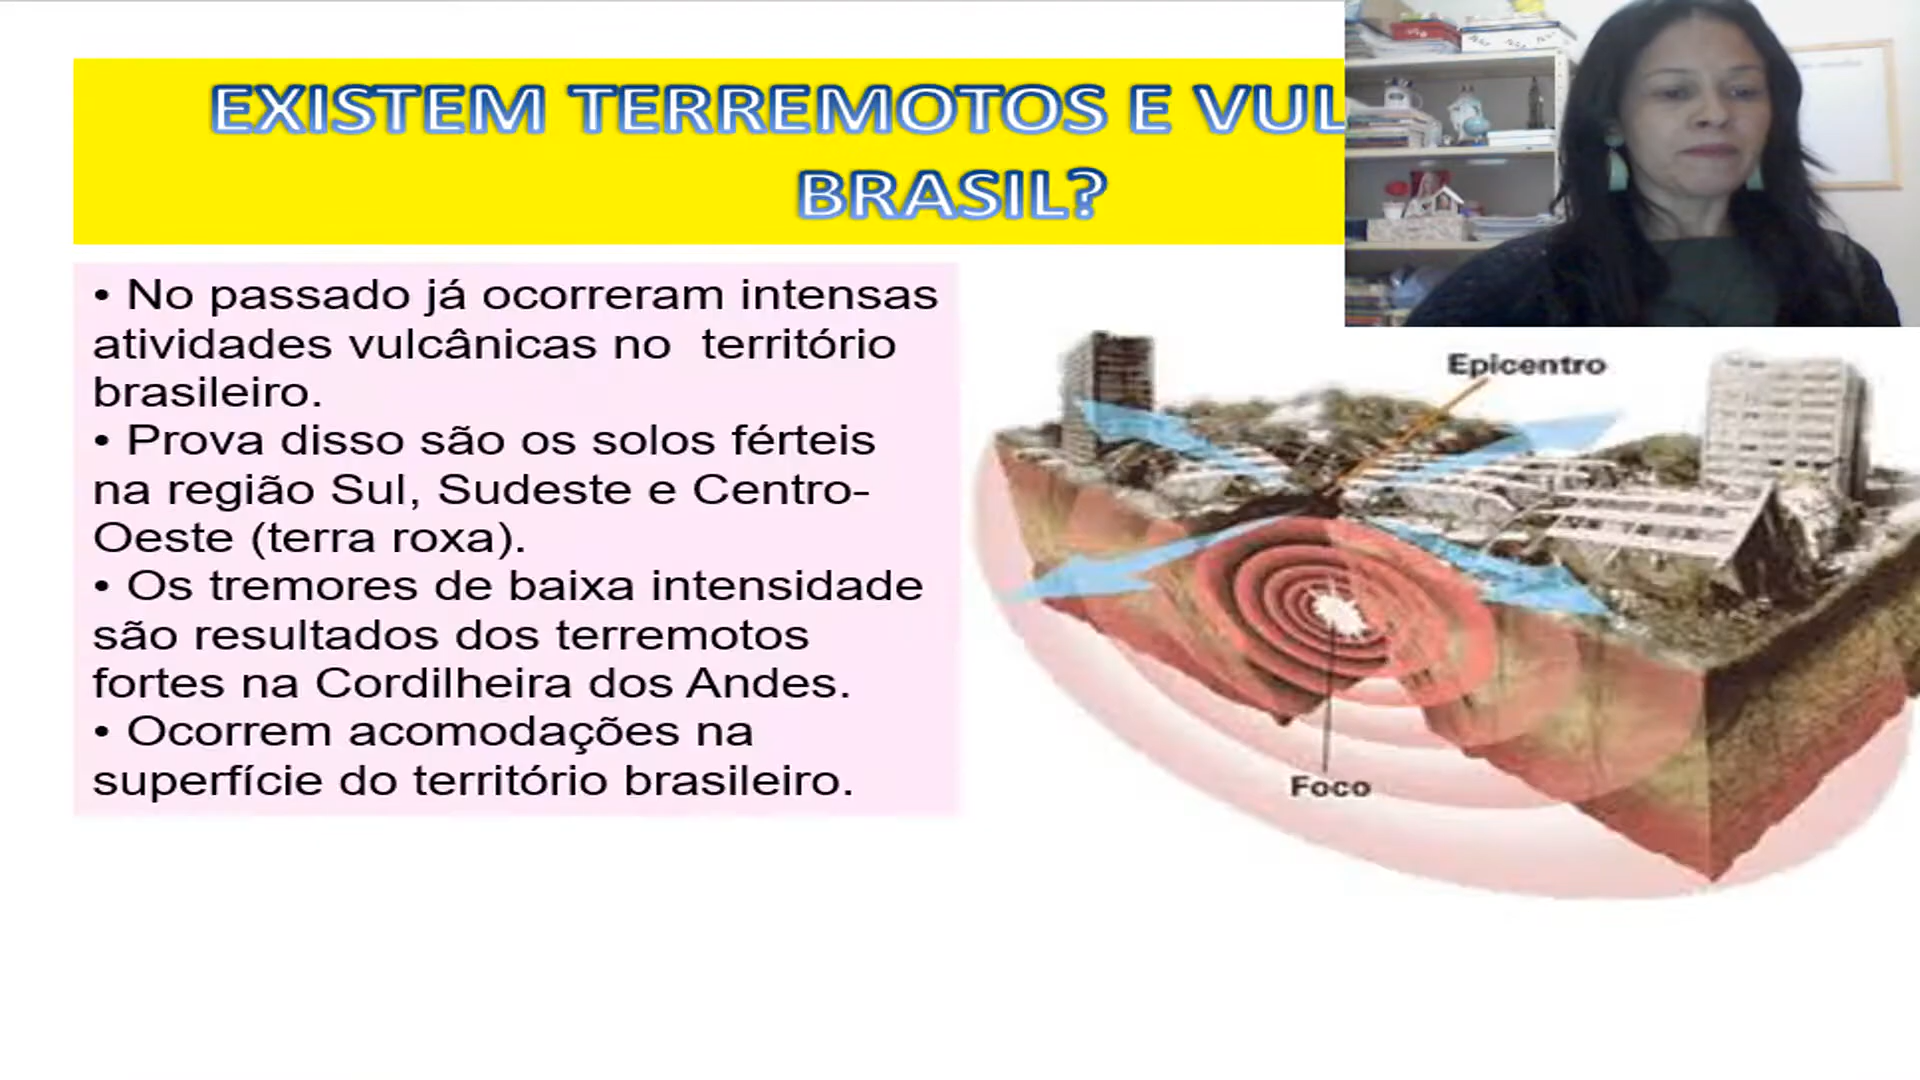 EXISTEM TERREMOTOS E
BRASIL?
• No passado já ocorreram intensas
atividades vulcânicas no território
brasileiro.
• Prova disso são os solos férteis
na região Sul, Sudeste e Centro-
Oeste (terra roxa).
• Os tremores de baixa intensidade
são resultados dos terremotos
fortes na Cordilheira dos Andes.
• Ocorrem acomodações na
superfície do território brasileiro.
Epicentro
Foco